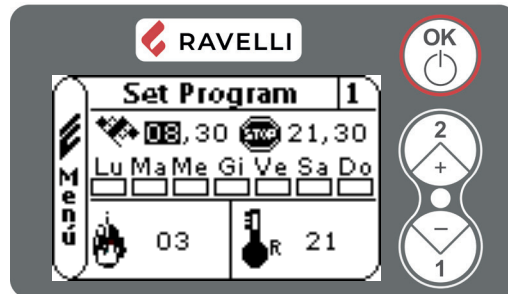 RAVELLI
OK
Set Program 1
08,30 STOP 21,30
Lu Ma Me Gi Ve Sa Do
Menú
03 R 21
2
+
−
1